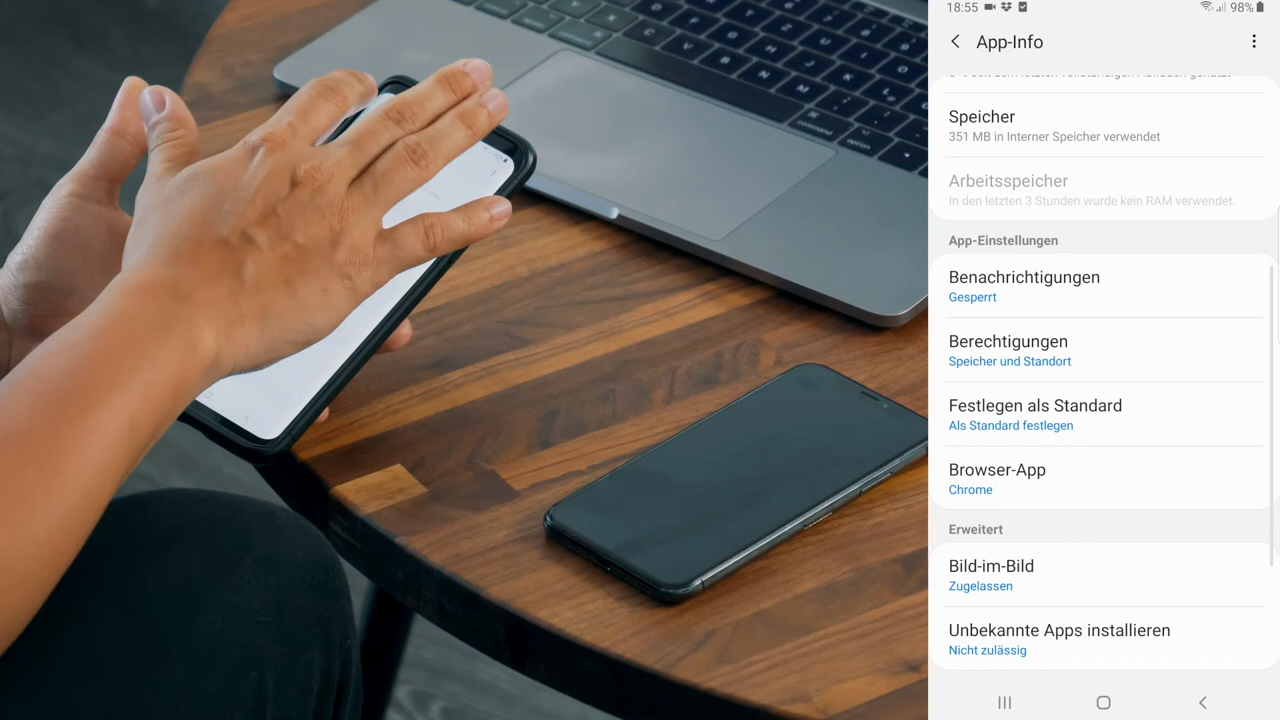 18:55
98%
App-Info
Speicher
351 MB in Interner Speicher verwendet
Arbeitsspeicher
In den letzten 3 Stunden wurde kein RAM verwendet.
App-Einstellungen
Benachrichtigungen
Gesperrt
Berechtigungen
Speicher und Standort
Festlegen als Standard
Als Standard festlegen
Browser-App
Chrome
Erweitert
Bild-im-Bild
Zugelassen
Unbekannte Apps installieren
Nicht zulässig
command
option